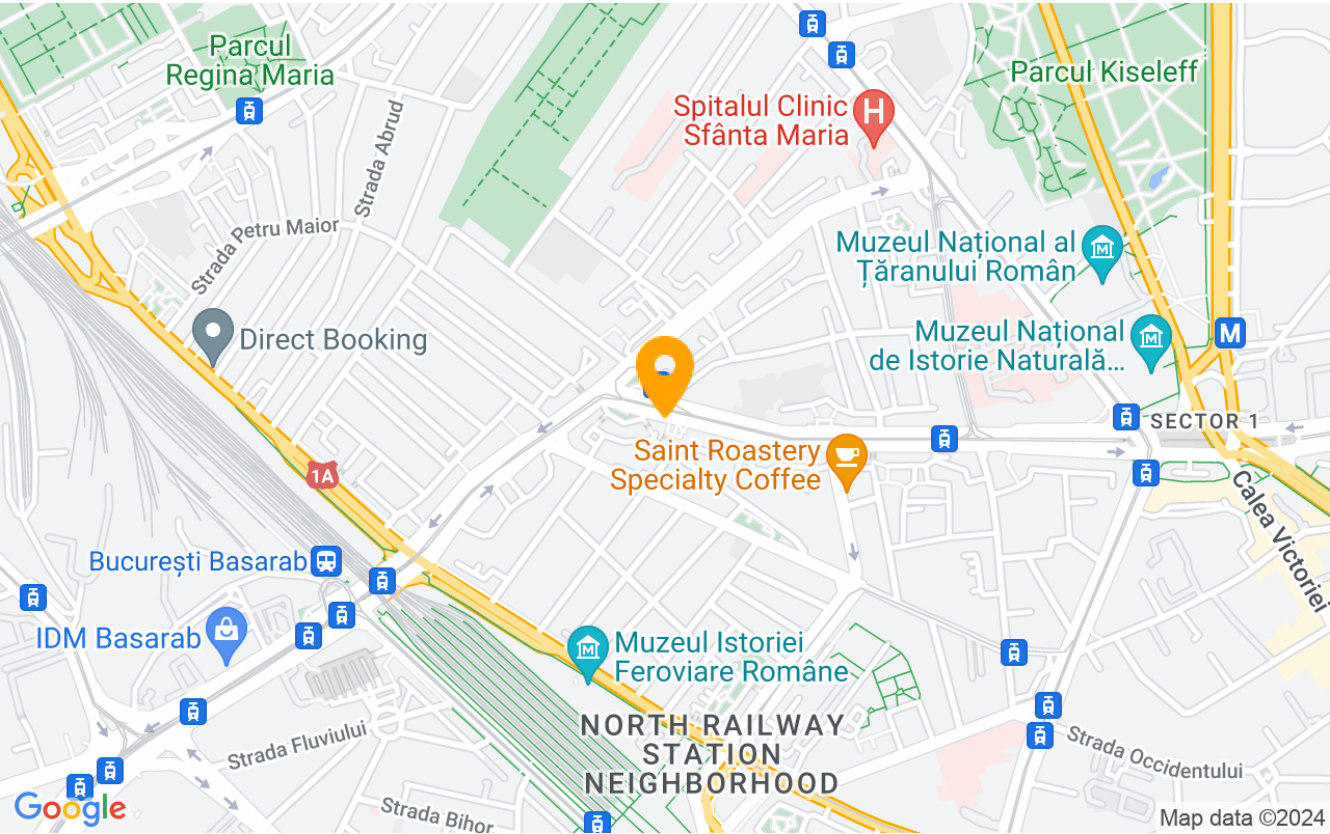 Parcul
Regina Maria
Strada Abrud
Strada Petru Maior
Spitalul Clinic
Sfânta Maria
H
Parcul Kiseleff
Muzeul Național al
Țăranului Român
M
Muzeul Național
de Istorie Naturală...
M
M
Direct Booking
SECTOR 1
Saint Roastery
Specialty Coffee
1A
Calea Victoriei
București Basarab
IDM Basarab
Muzeul Istoriei
Feroviare Române
M
NORTH RAILWAY
STATION
NEIGHBORHOOD
Strada Fluviului
Strada Occidentului
Strada Bihor
Google
Map data ©2024